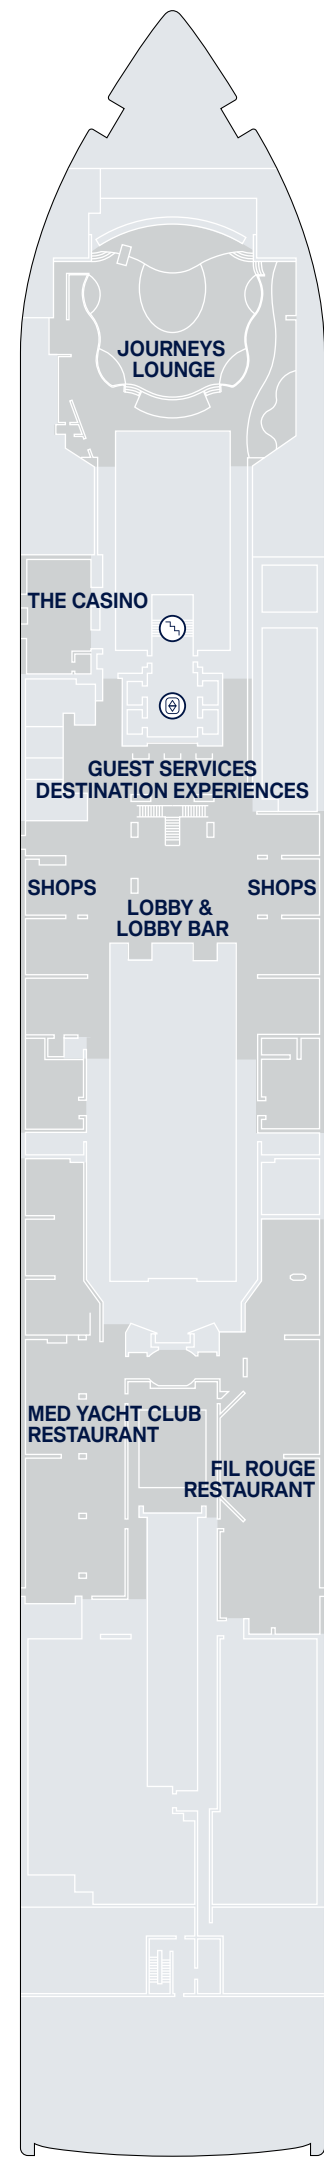 JOURNEYS
LOUNGE
THE CASINO
GUEST SERVICES
DESTINATION EXPERIENCES
SHOPS
SHOPS
LOBBY &
LOBBY BAR
MED YACHT CLUB
RESTAURANT
FIL ROUGE
RESTAURANT